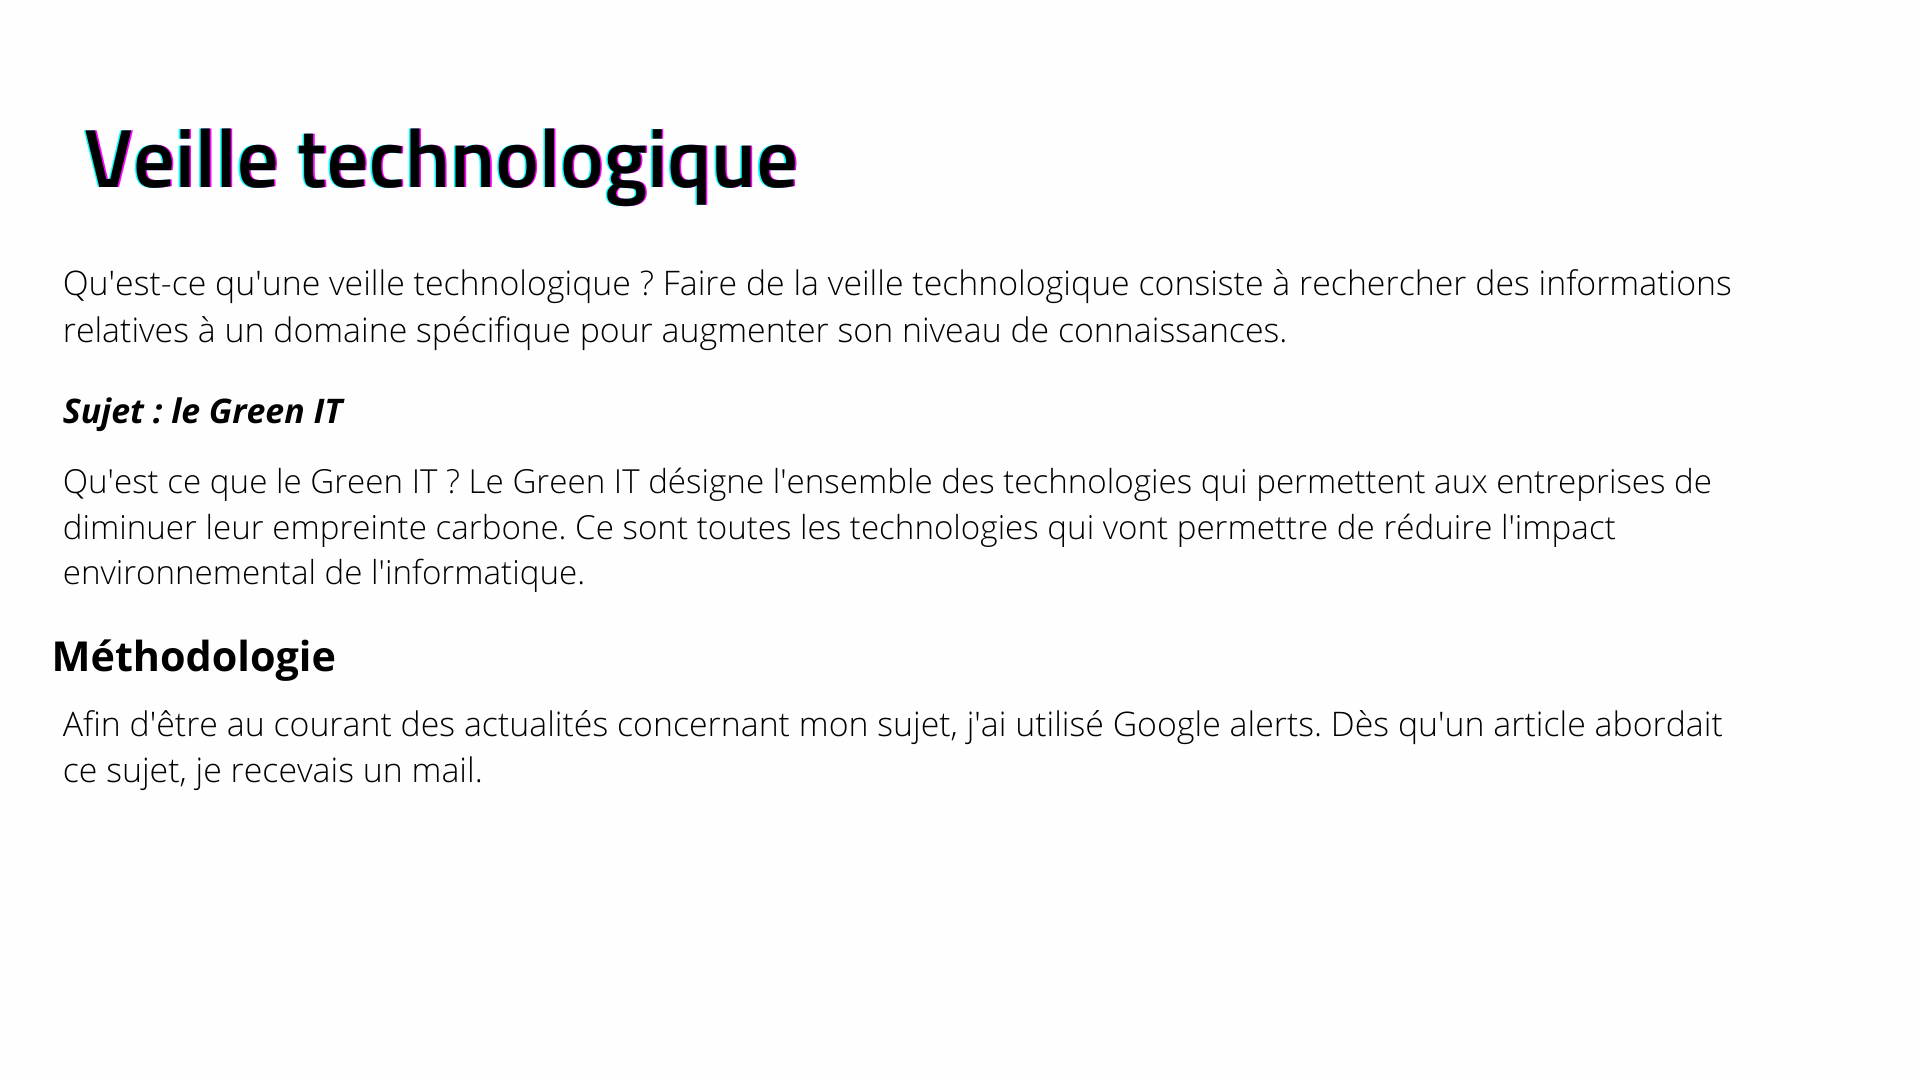 Veille technologique
Qu'est-ce qu'une veille technologique ? Faire de la veille technologique consiste à rechercher des informations
relatives à un domaine spécifique pour augmenter son niveau de connaissances.
Sujet : le Green IT
Qu'est ce que le Green IT ? Le Green IT désigne l'ensemble des technologies qui permettent aux entreprises de
diminuer leur empreinte carbone. Ce sont toutes les technologies qui vont permettre de réduire l'impact
environnemental de l'informatique.
Méthodologie
Afin d'être au courant des actualités concernant mon sujet, j'ai utilisé Google alerts. Dès qu'un article abordait
ce sujet, je recevais un mail.